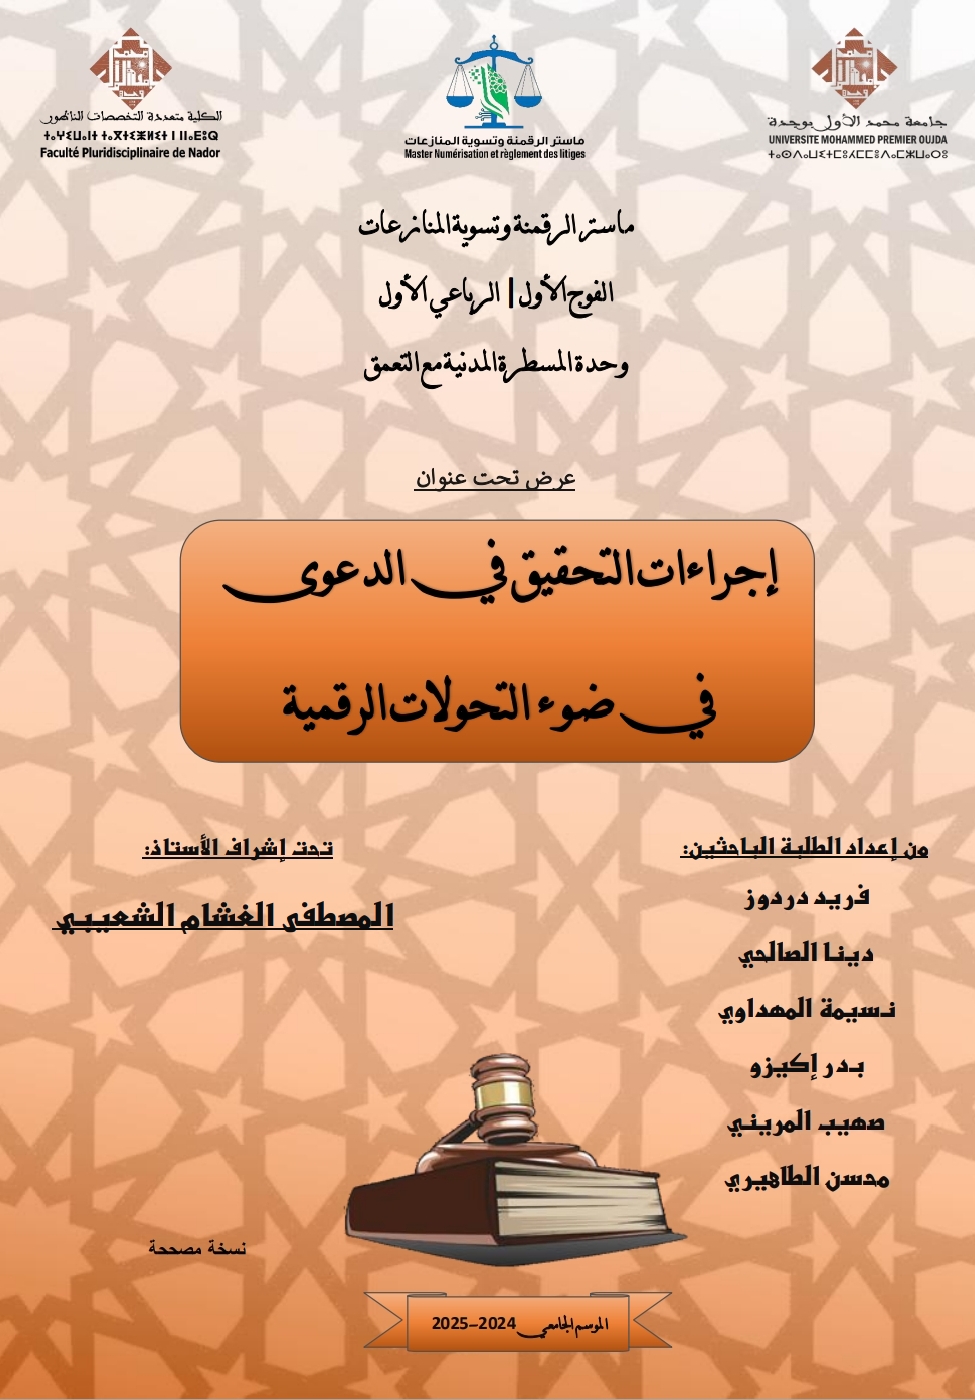 جامعة محمد الأول بوجدة
UNIVERSITE MOHAMMED PREMIER OUJDA
ⵜⴰⵙⴷⴰⵡⵉⵜ ⵎⵓⵃⵎⵎⵓⴷ ⴰⵎⵣⵡⴰⵔⵓ
ماستر الرقمنة وتسوية المنازعات
Master Numérisation et règlement des litiges
الكلية متعددة التخصصات الناظور
Faculté Pluridisciplinaire de Nador
ماستر الرقمنة وتسوية المنازعات
الفوج الأول | الرباعي الأول
وحدة المسطرة المدنية مع التعمق
عرض تحت عنوان
إجراءات التحقيق في الدعوى
في ضوء التحولات الرقمية
من إعداد الطلبة الباحثين:
فريد دردوز
دينا الصالحي
نسيمة المهداوي
بدر إكيزو
صهيب المريني
محسن الطاهيري
تحت إشراف الأستاذ:
المصطفى الغشام الشعيبي
نسخة مصححة
الموسم الجامعي 2024–2025